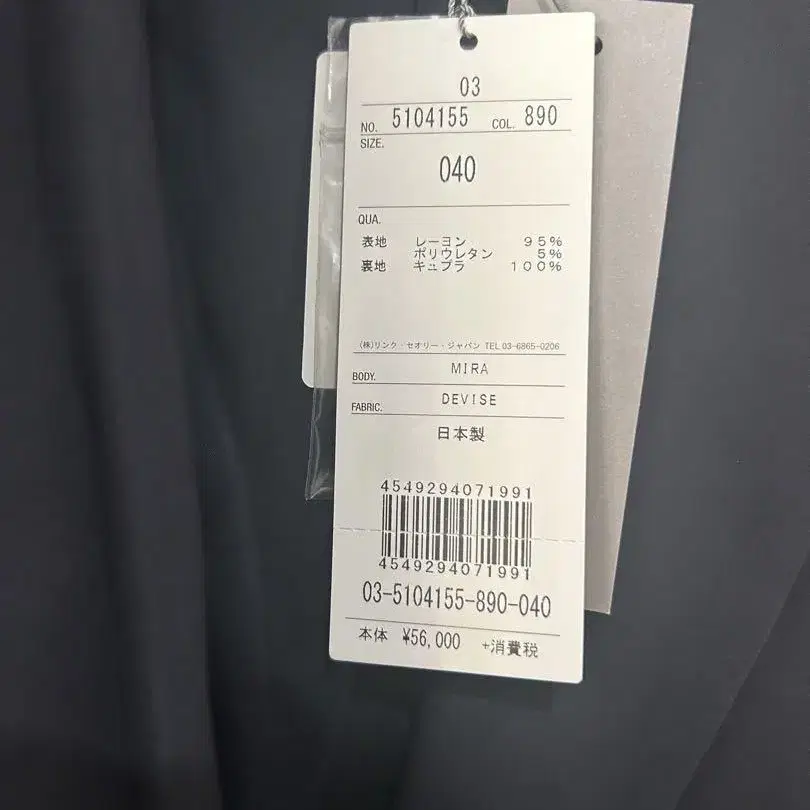 03
NO. 5104155 COL. 890
SIZE.
040
QUA.
表地 レーヨン 95%
ポリウレタン 5%
裏地 キュプラ 100%
(株)リンク・セオリー・ジャパン TEL 03-6865-0206
BODY. MIRA
FABRIC. DEVISE
日本製
4549294071991
4549294071991
03-5104155-890-040
本体 ¥56,000 +消費税